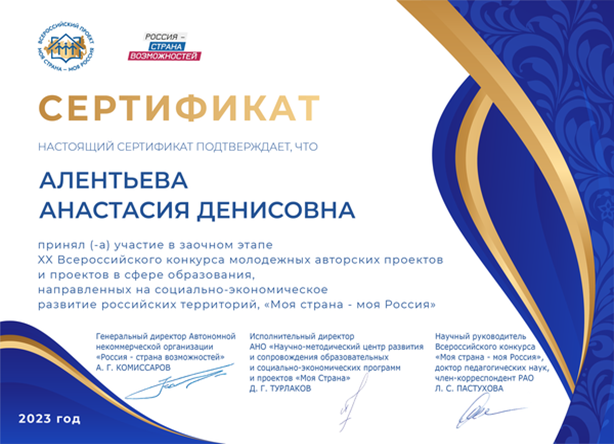 ВСЕРОССИЙСКИЙ ПРОЕКТ
МОЯ СТРАНА – МОЯ РОССИЯ
РОССИЯ –
СТРАНА
ВОЗМОЖНОСТЕЙ
СЕРТИФИКАТ
НАСТОЯЩИЙ СЕРТИФИКАТ ПОДТВЕРЖДАЕТ, ЧТО
АЛЕНТЬЕВА
АНАСТАСИЯ ДЕНИСОВНА
принял (-а) участие в заочном этапе
XX Всероссийского конкурса молодежных авторских проектов
и проектов в сфере образования,
направленных на социально-экономическое
развитие российских территорий, «Моя страна - моя Россия»
Генеральный директор Автономной
некоммерческой организации
«Россия - страна возможностей»
А. Г. КОМИССАРОВ
Исполнительный директор
АНО «Научно-методический центр развития
и сопровождения образовательных
и социально-экономических программ
и проектов «Моя Страна»
Д. Г. ТУРЛАКОВ
Научный руководитель
Всероссийского конкурса
«Моя страна - моя Россия»,
доктор педагогических наук,
член-корреспондент РАО
Л. С. ПАСТУХОВА
2023 год